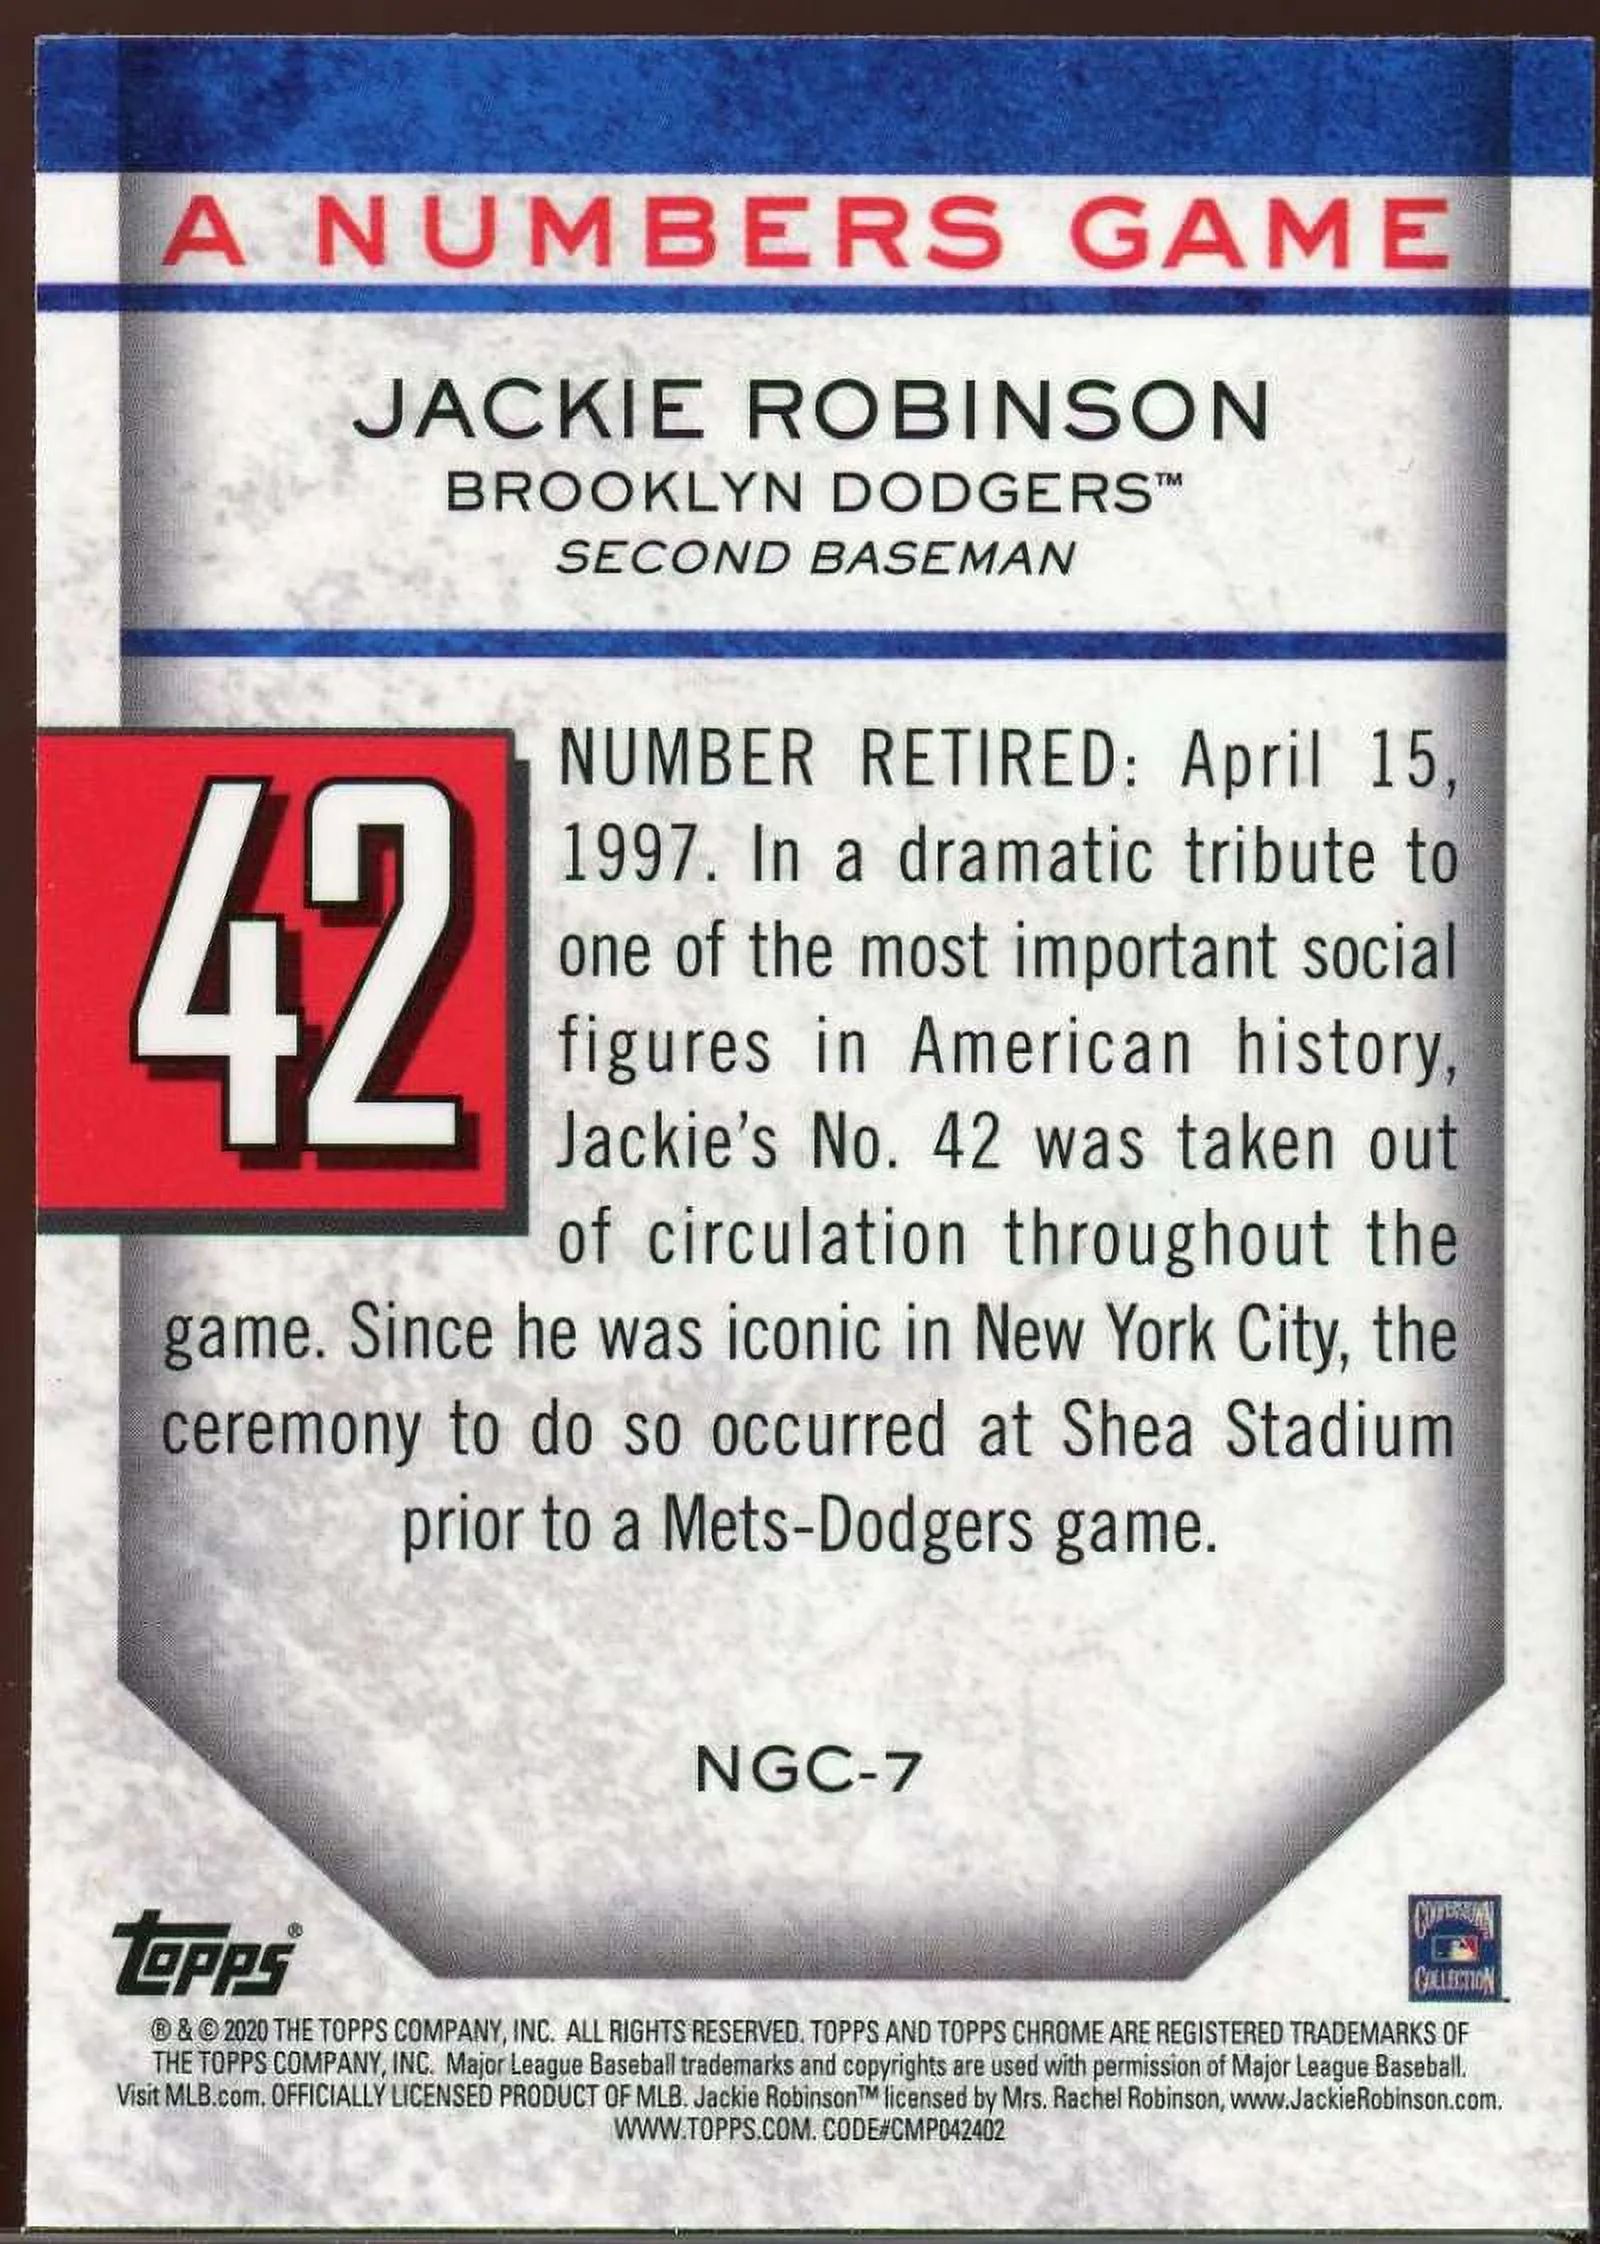 A NUMBERS GAME
JACKIE ROBINSON
BROOKLYN DODGERS™
SECOND BASEMAN
42
NUMBER RETIRED: April 15,
1997. In a dramatic tribute to
one of the most important social
figures in American history,
Jackie's No. 42 was taken out
of circulation throughout the
game. Since he was iconic in New York City, the
ceremony to do so occurred at Shea Stadium
prior to a Mets-Dodgers game.
NGC-7
topps®
COOPERSTOWN
COLLECTION
® & © 2020 THE TOPPS COMPANY, INC. ALL RIGHTS RESERVED. TOPPS AND TOPPS CHROME ARE REGISTERED TRADEMARKS OF
THE TOPPS COMPANY, INC. Major League Baseball trademarks and copyrights are used with permission of Major League Baseball.
Visit MLB.com. OFFICIALLY LICENSED PRODUCT OF MLB. Jackie Robinson™ licensed by Mrs. Rachel Robinson, www.JackieRobinson.com.
WWW.TOPPS.COM. CODE#CMP042402